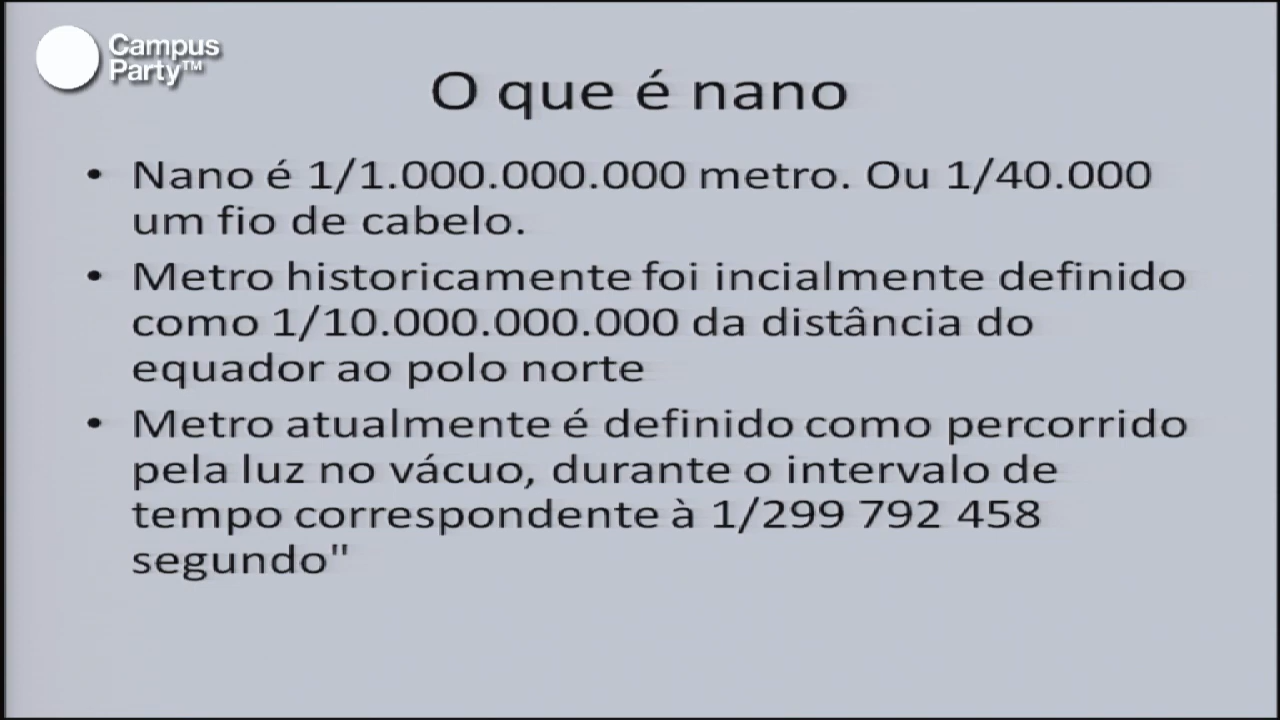 Campus
Party™
O que é nano
• Nano é 1/1.000.000.000 metro. Ou 1/40.000
um fio de cabelo.
• Metro historicamente foi incialmente definido
como 1/10.000.000.000 da distância do
equador ao polo norte
• Metro atualmente é definido como percorrido
pela luz no vácuo, durante o intervalo de
tempo correspondente à 1/299 792 458
segundo"